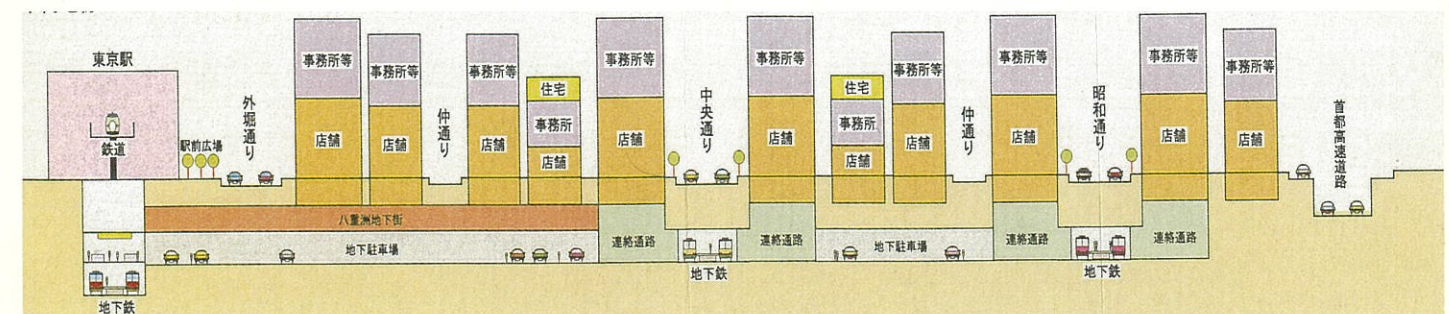 東京駅
鉄道
駅前広場
外堀通り
事務所等
店舗
事務所等
店舗
仲通り
事務所等
店舗
住宅
事務所
店舗
事務所等
店舗
中央通り
事務所等
店舗
住宅
事務所
店舗
事務所等
店舗
仲通り
事務所等
店舗
昭和通り
事務所等
店舗
事務所等
店舗
首都高速道路
八重洲地下街
地下駐車場
連絡通路
連絡通路
地下駐車場
連絡通路
連絡通路
地下鉄
地下鉄
地下鉄